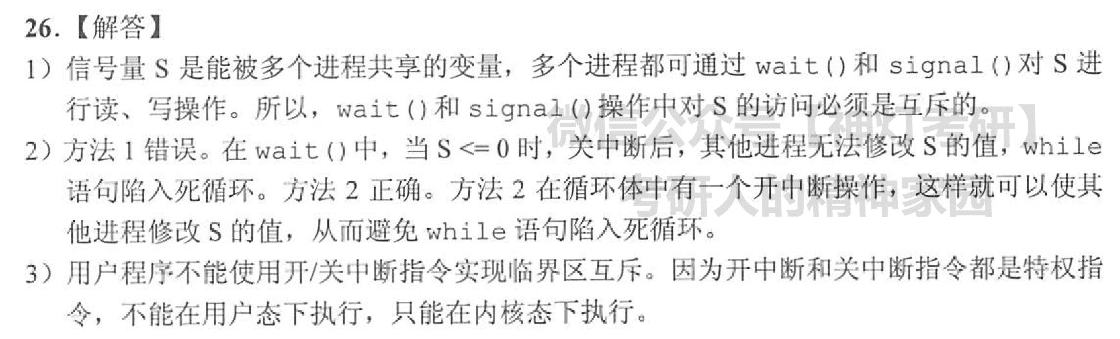 26.【解答】
1）信号量 S 是能被多个进程共享的变量，多个进程都可通过 wait()和 signal()对 S 进
行读、写操作。所以，wait()和 signal()操作中对 S 的访问必须是互斥的。
2）方法 1 错误。在 wait()中，当 S <= 0 时，关中断后，其他进程无法修改 S 的值，while
语句陷入死循环。方法 2 正确。方法 2 在循环体中有一个开中断操作，这样就可以使其
他进程修改 S 的值，从而避免 while 语句陷入死循环。
3）用户程序不能使用开/关中断指令实现临界区互斥。因为开中断和关中断指令都是特权指
令，不能在用户态下执行，只能在内核态下执行。
微信公众号【神灯考研】
考研人的精神家园